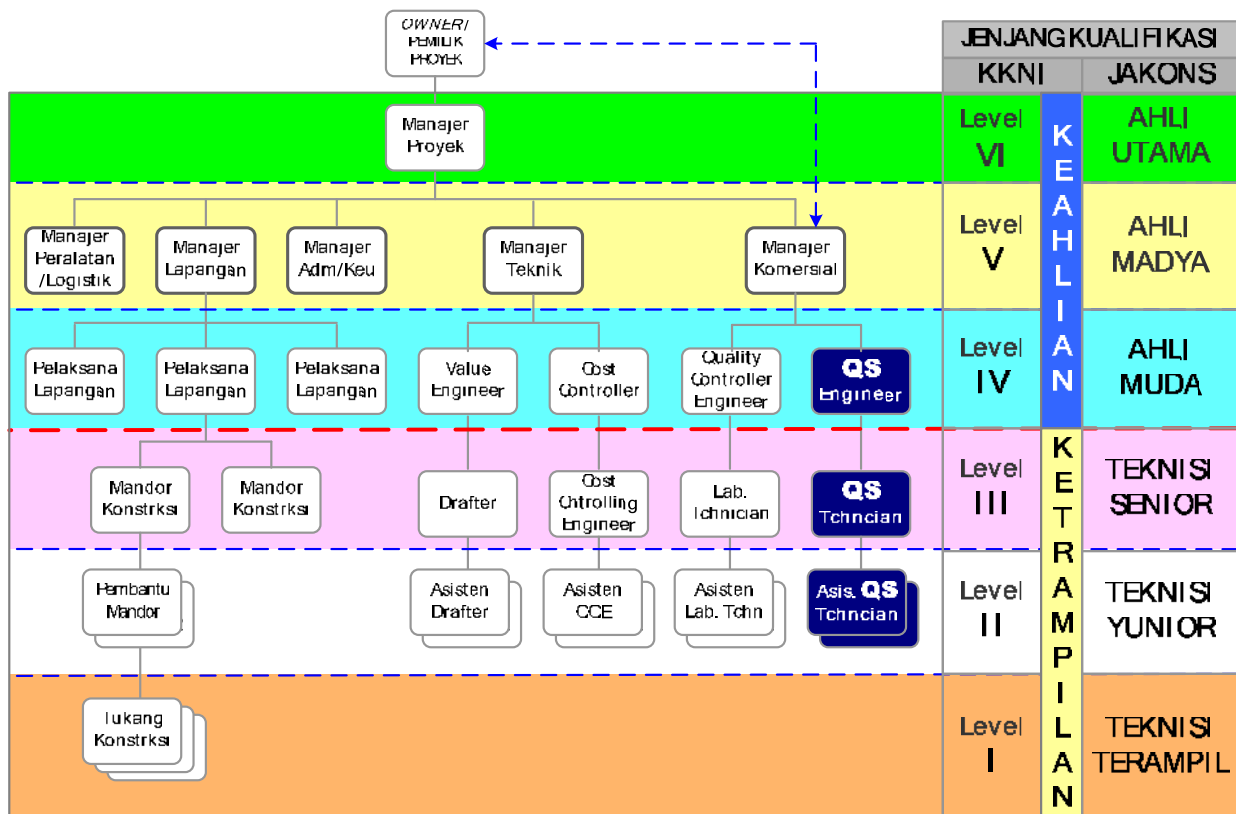 OWNER/
PEMILIK
PROYEK
JENJANG KUALIFIKASI
KKNI
JAKONS
Manajer
Proyek
Level
VI
AHLI
UTAMA
Manajer
Peralatan
/Logistik
Manajer
Lapangan
Manajer
Adm/Keu
Manajer
Teknik
Manajer
Komersial
Level
V
AHLI
MADYA
Pelaksana
Lapangan
Pelaksana
Lapangan
Pelaksana
Lapangan
Value
Engineer
Cost
Controller
Quality
Controller
Engineer
QS
Engineer
Level
IV
AHLI
MUDA
KEAHLIAN
Mandor
Konstrksi
Mandor
Konstrksi
Drafter
Cost
Cntrolling
Engineer
Lab.
Tchnician
QS
Tchncian
Level
III
TEKNISI
SENIOR
Pembantu
Mandor
Asisten
Drafter
Asisten
CCE
Asisten
Lab. Tchn
Asis. QS
Tchncian
Level
II
TEKNISI
YUNIOR
Tukang
Konstrksi
Level
I
TEKNISI
TERAMPIL
KETRAMPILAN